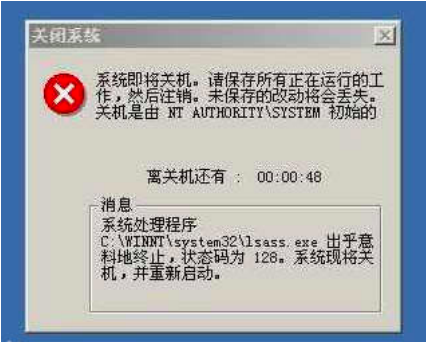 关闭系统
系统即将关机。请保存所有正在运行的工
作，然后注销。未保存的改动将会丢失。
关机是由 NT AUTHORITY\SYSTEM 初始的
离关机还有 : 00:00:48
消息
系统处理程序
C:\WINNT\system32\lsass.exe 出乎意
料地终止，状态码为 128。系统现将关
机，并重新启动。